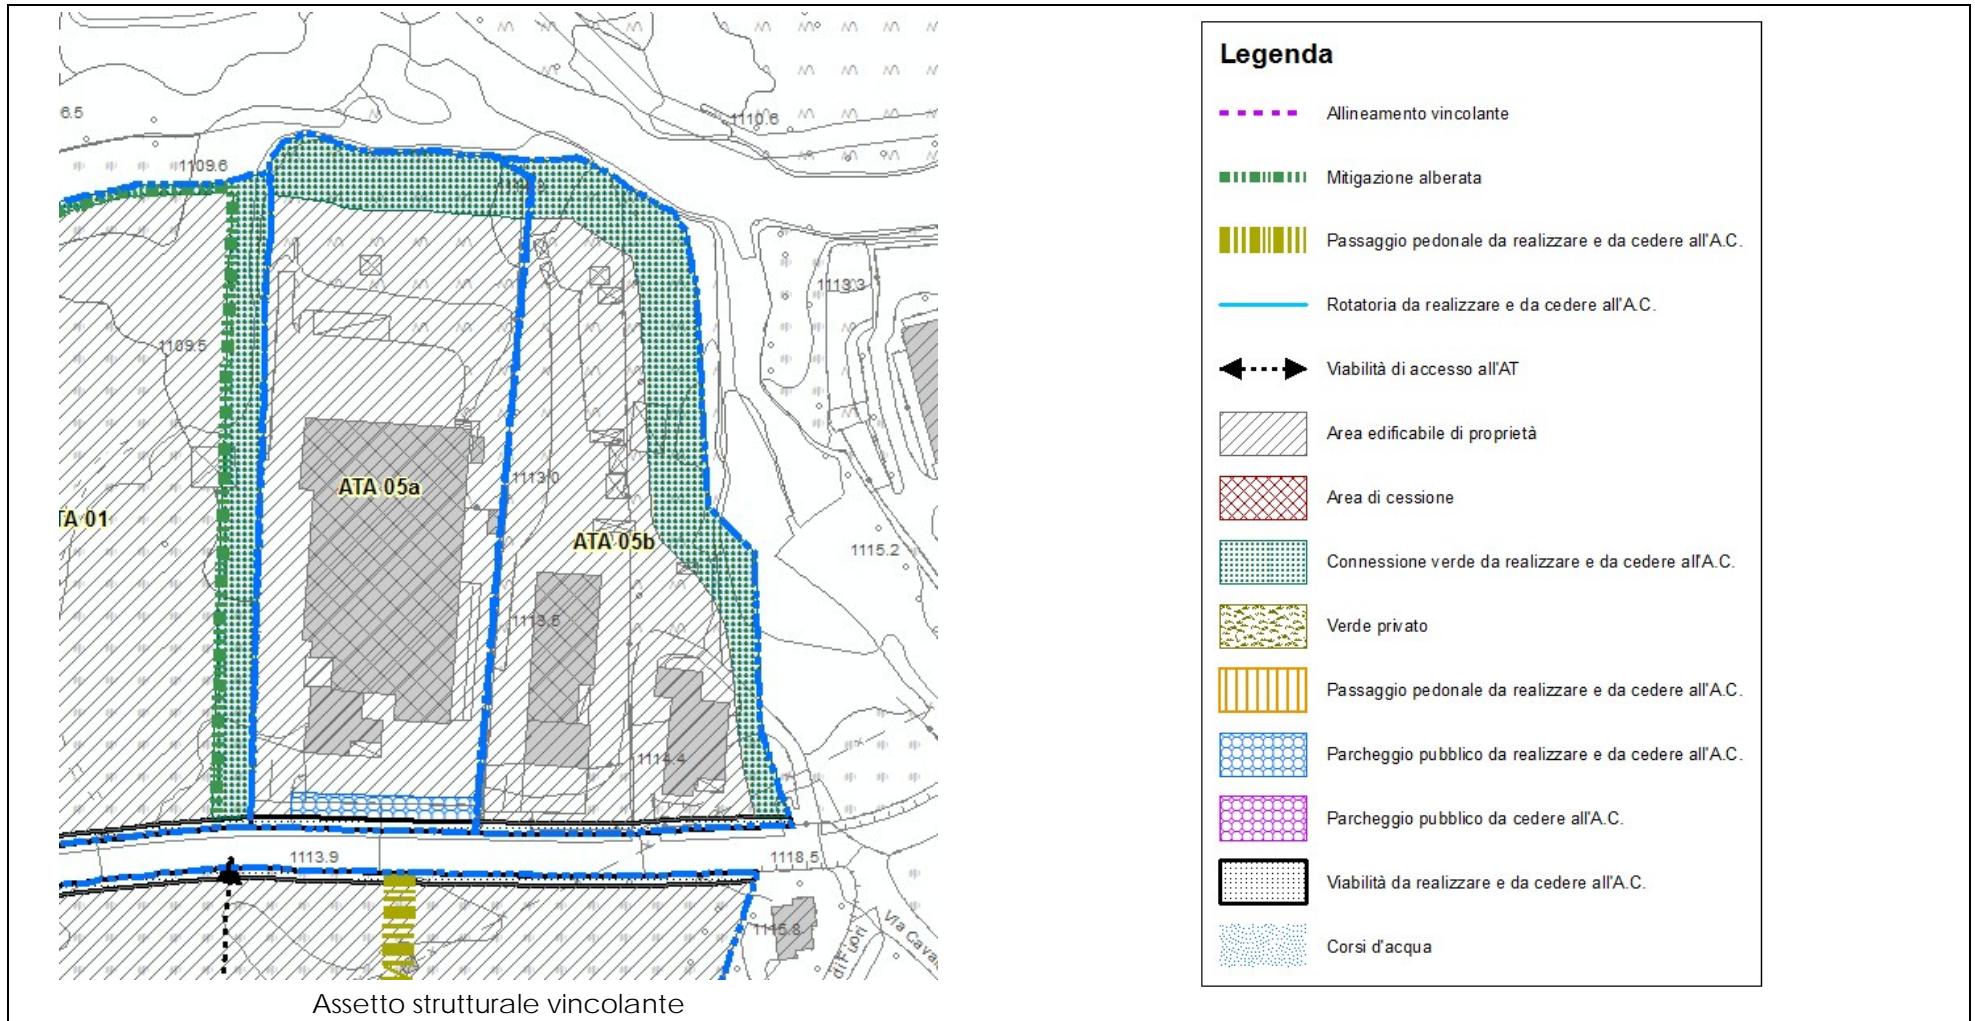 6.5
1110.6
1109.6
1113.3
1109.5
ATA 05a
1113.0
TA 01
ATA 05b
1115.2
1113.5
1114.4
1113.9
1118.5
1115.8
di Fuori
Via Caval
Assetto strutturale vincolante
Legenda
Allineamento vincolante
Mitigazione alberata
Passaggio pedonale da realizzare e da cedere all'A.C.
Rotatoria da realizzare e da cedere all'A.C.
Viabilità di accesso all'AT
Area edificabile di proprietà
Area di cessione
Connessione verde da realizzare e da cedere all'A.C.
Verde privato
Passaggio pedonale da realizzare e da cedere all'A.C.
Parcheggio pubblico da realizzare e da cedere all'A.C.
Parcheggio pubblico da cedere all'A.C.
Viabilità da realizzare e da cedere all'A.C.
Corsi d'acqua